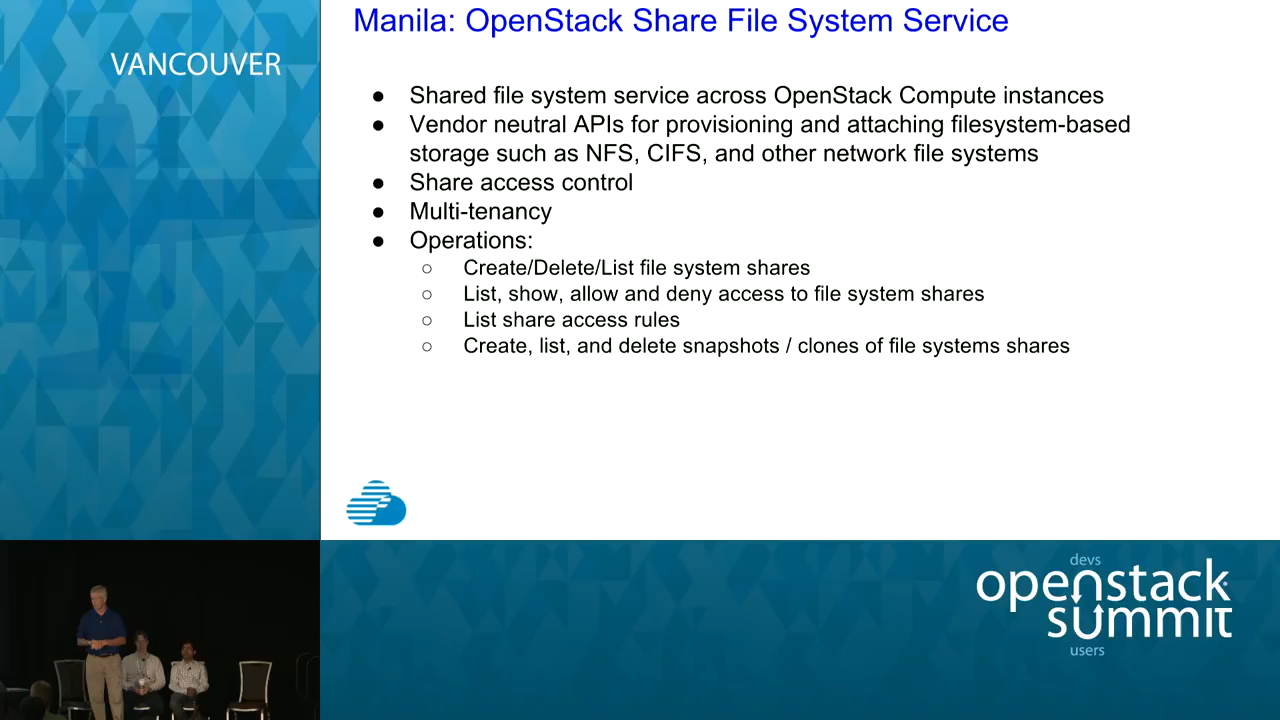 Manila: OpenStack Share File System Service
VANCOUVER
● Shared file system service across OpenStack Compute instances
● Vendor neutral APIs for provisioning and attaching filesystem-based
storage such as NFS, CIFS, and other network file systems
● Share access control
● Multi-tenancy
● Operations:
○ Create/Delete/List file system shares
○ List, show, allow and deny access to file system shares
○ List share access rules
○ Create, list, and delete snapshots / clones of file systems shares
devs
openstack
summit
users